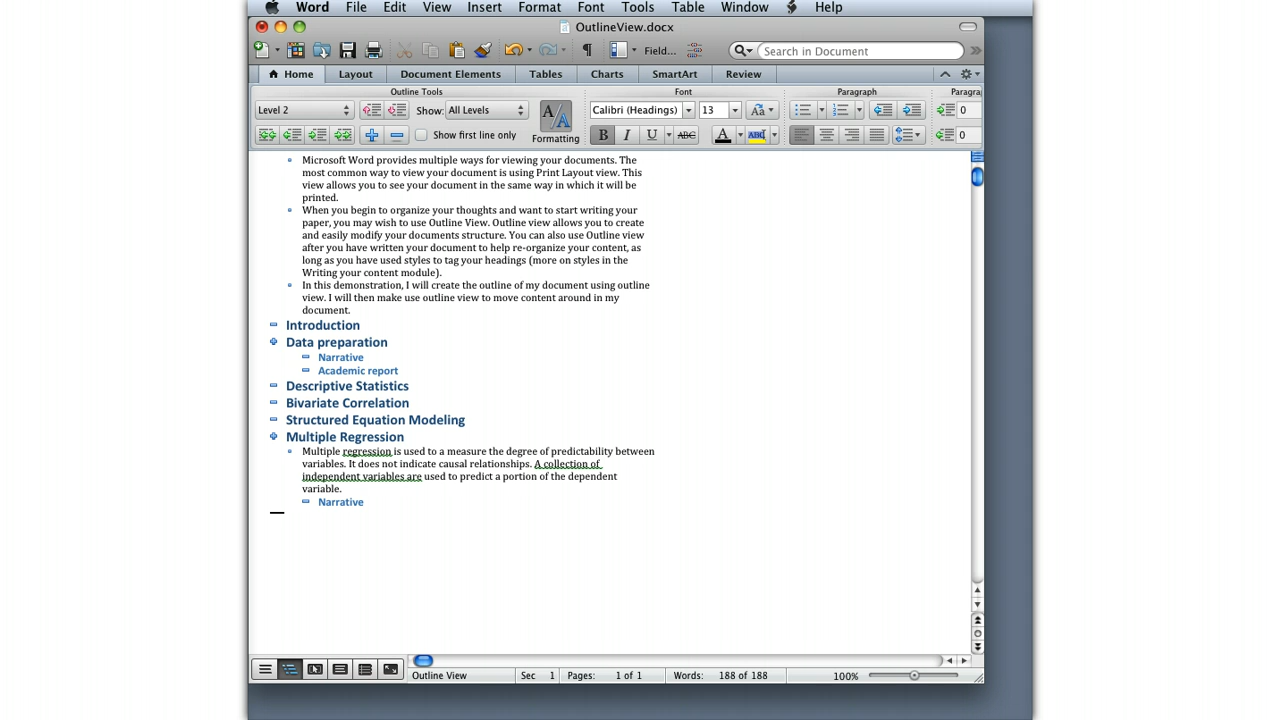 Word File Edit View Insert Format Font Tools Table Window Help
OutlineView.docx
Field... Search in Document
Home Layout Document Elements Tables Charts SmartArt Review
Outline Tools Font Paragraph Paragra
Level 2 Show: All Levels Calibri (Headings) 13 Aa 0
Show first line only Formatting B I U ABC A ABC 0
Microsoft Word provides multiple ways for viewing your documents. The
most common way to view your document is using Print Layout view. This
view allows you to see your document in the same way in which it will be
printed.
When you begin to organize your thoughts and want to start writing your
paper, you may wish to use Outline View. Outline view allows you to create
and easily modify your documents structure. You can also use Outline view
after you have written your document to help re-organize your content, as
long as you have used styles to tag your headings (more on styles in the
Writing your content module).
In this demonstration, I will create the outline of my document using outline
view. I will then make use outline view to move content around in my
document.
Introduction
Data preparation
Narrative
Academic report
Descriptive Statistics
Bivariate Correlation
Structured Equation Modeling
Multiple Regression
Multiple regression is used to a measure the degree of predictability between
variables. It does not indicate causal relationships. A collection of
independent variables are used to predict a portion of the dependent
variable.
Narrative
Outline View Sec 1 Pages: 1 of 1 Words: 188 of 188 100%